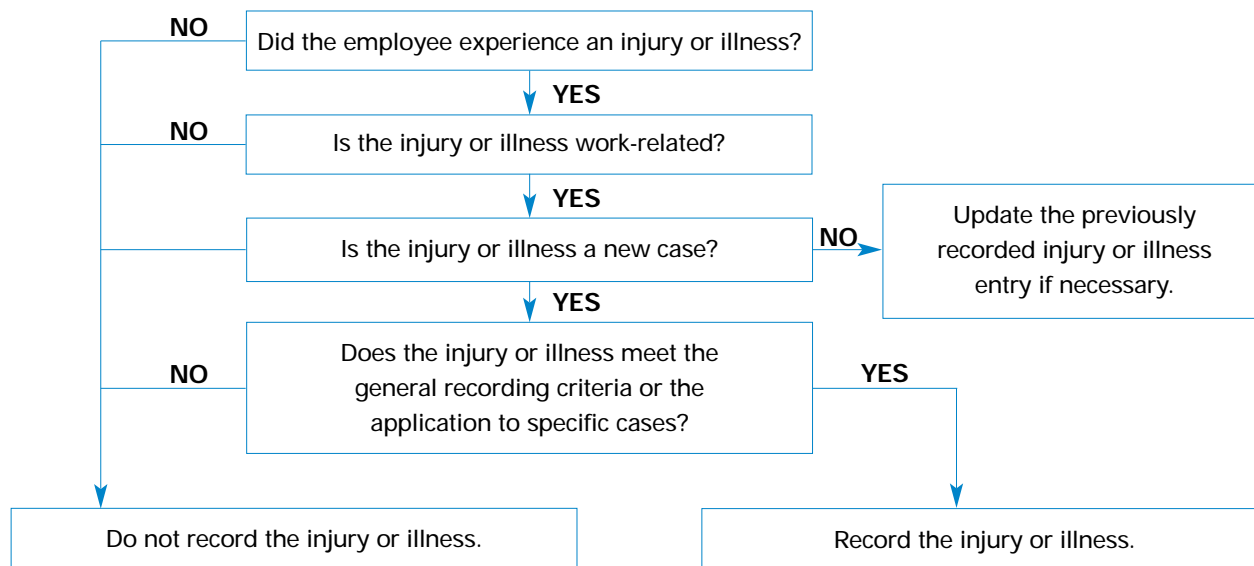 NO
Did the employee experience an injury or illness?
YES
NO
Is the injury or illness work-related?
YES
Is the injury or illness a new case?
NO
Update the previously
recorded injury or illness
entry if necessary.
YES
NO
Does the injury or illness meet the
general recording criteria or the
application to specific cases?
YES
Do not record the injury or illness.
Record the injury or illness.